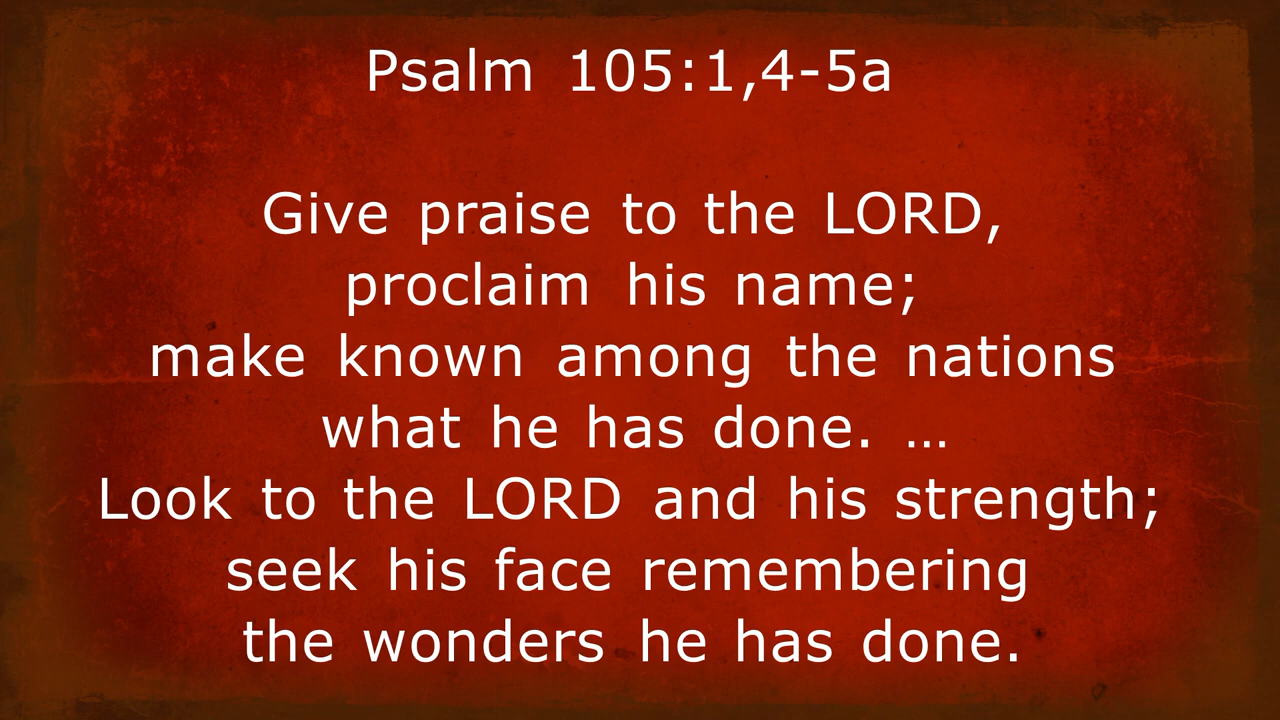 Psalm 105:1,4-5a
Give praise to the LORD,
proclaim his name;
make known among the nations
what he has done. …
Look to the LORD and his strength;
seek his face remembering
the wonders he has done.